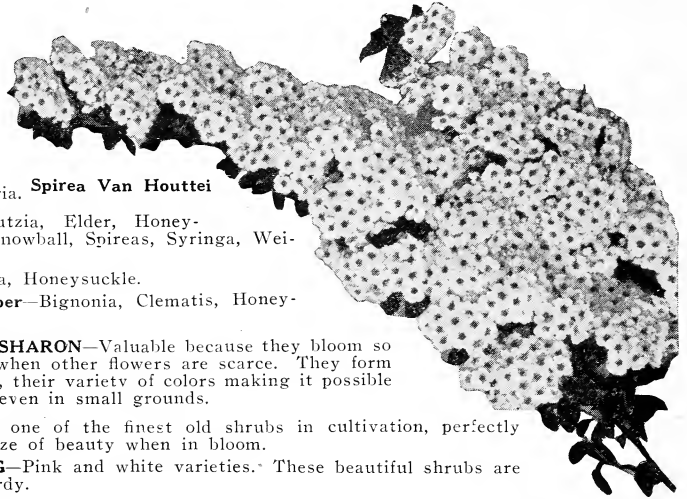 ria. Spirea Van Houttei
utzia, Elder, Honey-
nowball, Spireas, Syringa, Wei-
a, Honeysuckle.
ber—Bignonia, Clematis, Honey-
SHARON—Valuable because they bloom so
when other flowers are scarce. They form
, their variety of colors making it possible
even in small grounds.
one of the finest old shrubs in cultivation, perfectly
ze of beauty when in bloom.
G—Pink and white varieties. These beautiful shrubs are
rdy.